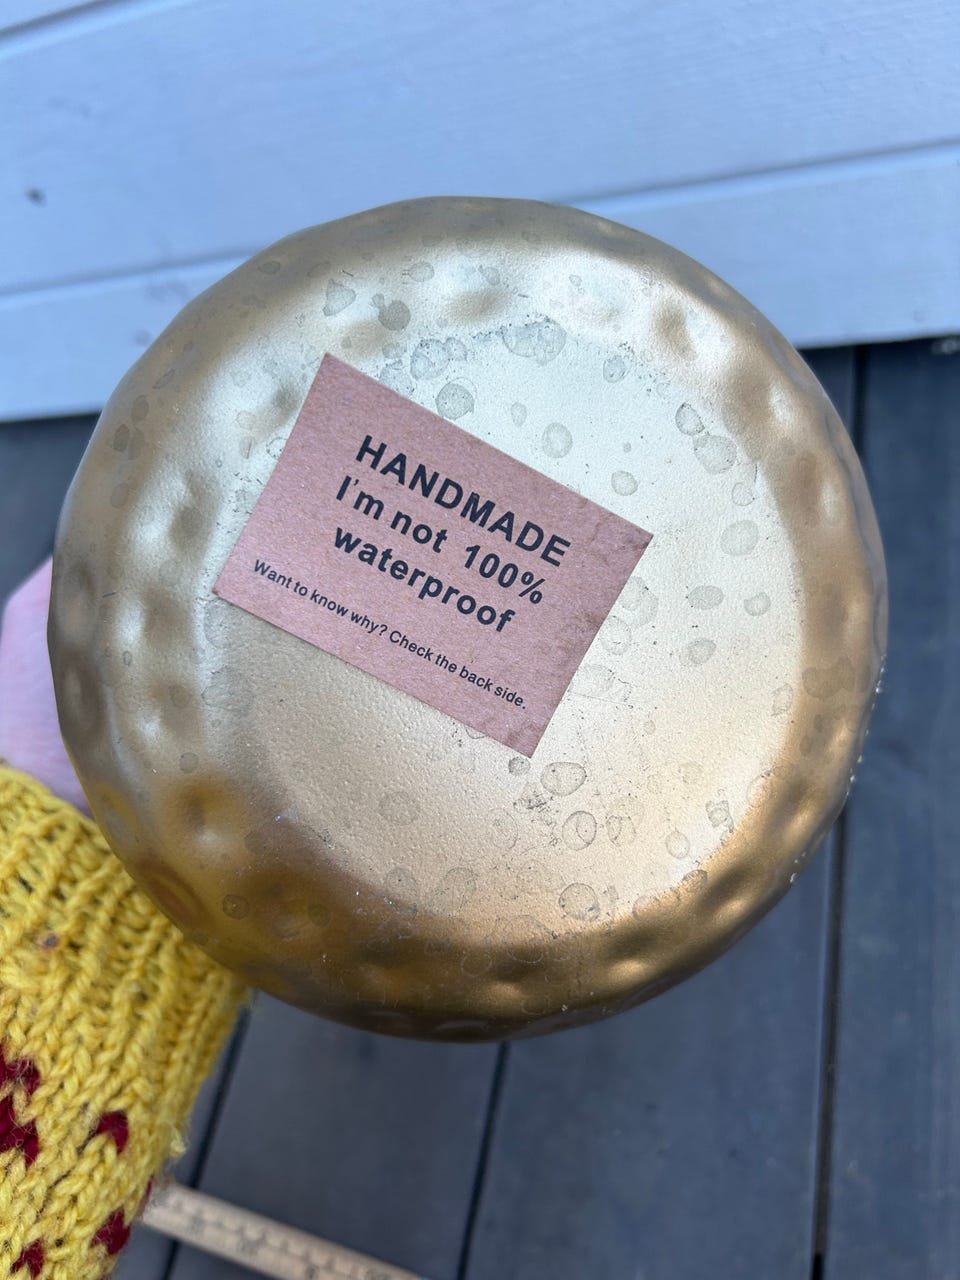 HANDMADE
I'm not 100%
waterproof
Want to know why? Check the back side.